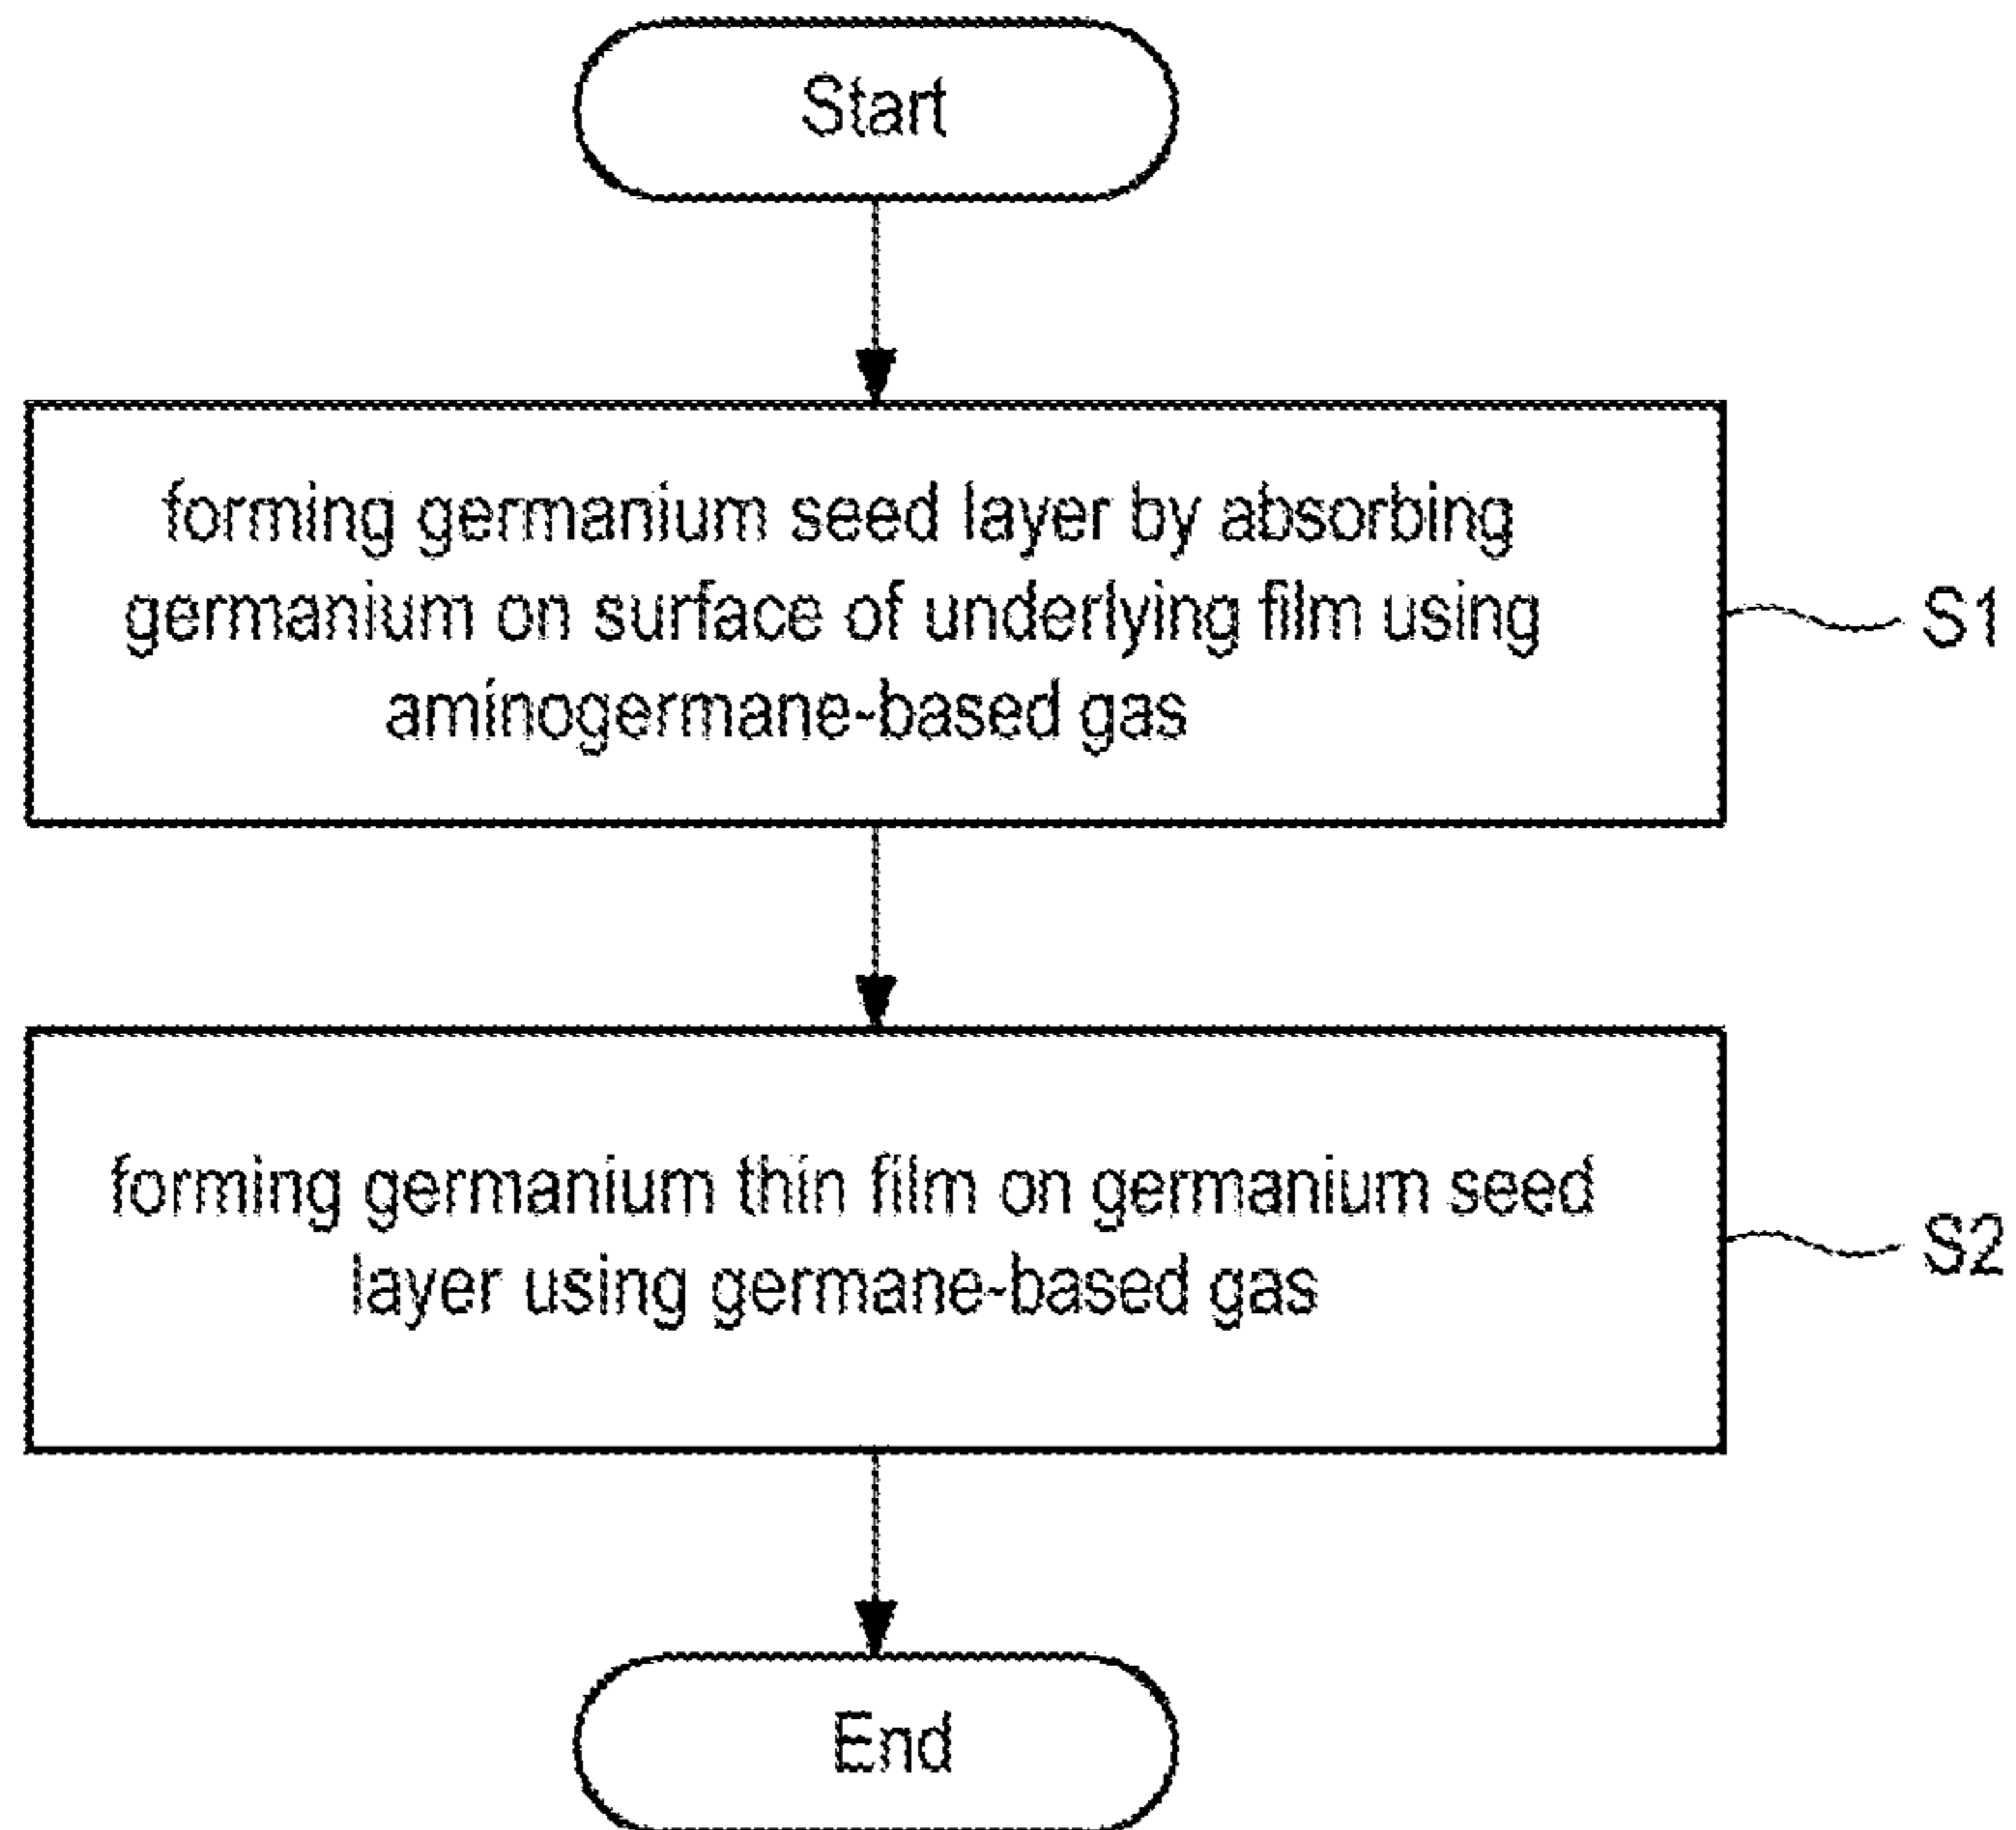 Start
forming germanium seed layer by absorbing
germanium on surface of underlying film using
aminogermane-based gas
S1
forming germanium thin film on germanium seed
layer using germane-based gas
S2
End